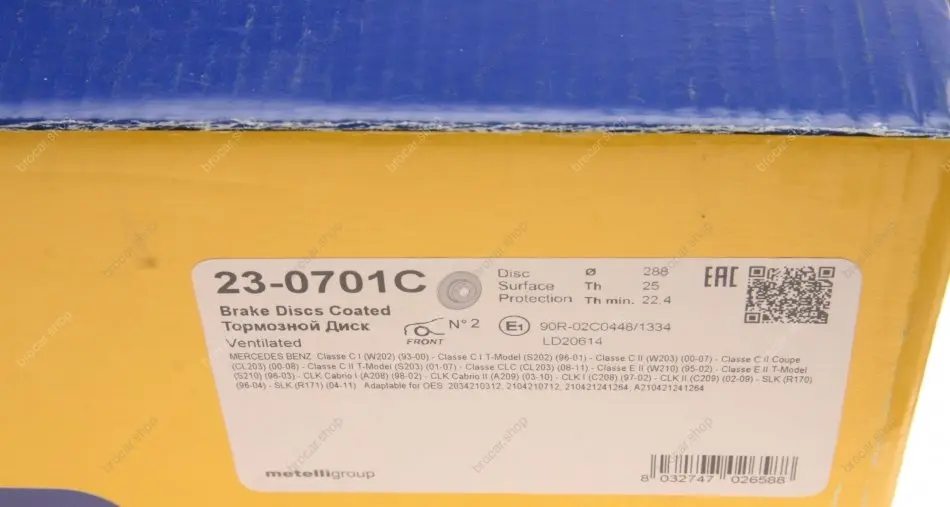 23-0701C
Brake Discs Coated
Тормозной Диск
Ventilated
Disc Ø 288
Surface Th 25
Protection Th min. 22.4
EAC
FRONT
N° 2
E1 90R-02C0448/1334
LD20614
MERCEDES BENZ Classe C I (W202) (93-00) - Classe C I T-Model (S202) (96-01) - Classe C II (W203) (00-07) - Classe C II Coupe
(CL203) (00-08) - Classe C II T-Model (S203) (01-07) - Classe CLC (CL203) (08-11) - Classe E II (W210) (95-02) - Classe E II T-Model
(S210) (96-03) - CLK Cabrio I (A208) (98-02) - CLK Cabrio II (A209) (03-10) - CLK I (C208) (97-02) - CLK II (C209) (02-09) - SLK (R170)
(96-04) - SLK (R171) (04-11) Adaptable for OES: 2034210312, 2104210712, 210421241264, A210421241264
metelligroup
8 032747 026588
brocar.shop